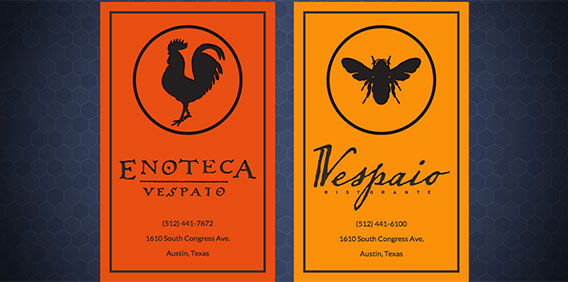 ENOTECA
VESPAIO
(512) 441-7672
1610 South Congress Ave.
Austin, Texas
Vespaio
RISTORANTE
(512) 441-6100
1610 South Congress Ave.
Austin, Texas